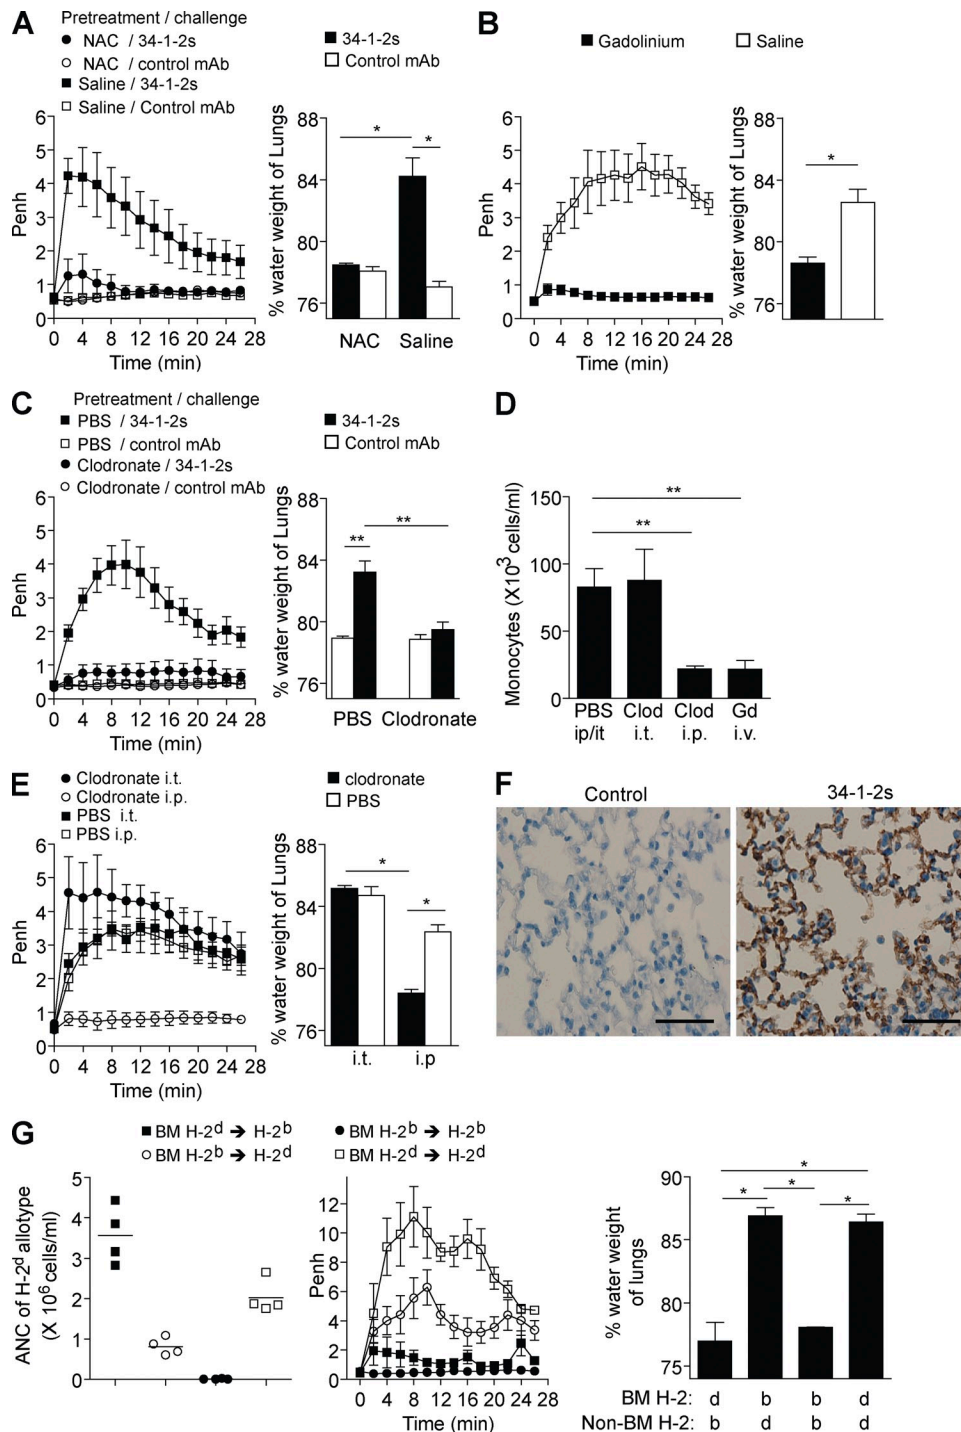 A
Pretreatment / challenge
NAC / 34-1-2s
NAC / control mAb
Saline / 34-1-2s
Saline / Control mAb
34-1-2s
Control mAb
Penh
6
5
4
3
2
1
0
0 4 8 12 16 20 24 28
Time (min)
% water weight of Lungs
88
84
80
76
* *
NAC Saline
B
Gadolinium
Saline
Penh
6
5
4
3
2
1
0
0 4 8 12 16 20 24 28
Time (min)
% water weight of Lungs
88
84
80
76
*
C
Pretreatment / challenge
PBS / 34-1-2s
PBS / control mAb
Clodronate / 34-1-2s
Clodronate / control mAb
34-1-2s
Control mAb
Penh
6
5
4
3
2
1
0
0 4 8 12 16 20 24 28
Time (min)
% water weight of Lungs
88
84
80
76
** **
PBS Clodronate
D
Monocytes (X10³ cells/ml)
150
100
50
0
**
**
PBS Clod Clod Gd
ip/it i.t. i.p. i.v.
E
Clodronate i.t.
Clodronate i.p.
PBS i.t.
PBS i.p.
clodronate
PBS
Penh
6
5
4
3
2
1
0
0 4 8 12 16 20 24 28
Time (min)
% water weight of Lungs
88
84
80
76
* *
i.t. i.p
F
Control
34-1-2s
G
BM H-2ᵈ ➔ H-2ᵇ
BM H-2ᵇ ➔ H-2ᵈ
BM H-2ᵇ ➔ H-2ᵇ
BM H-2ᵈ ➔ H-2ᵈ
ANC of H-2ᵈ allotype
(X 10⁶ cells/ml)
5
4
3
2
1
0
Penh
12
10
8
6
4
2
0
0 4 8 12 16 20 24 28
Time (min)
% water weight
of lungs
90
85
80
75
*
* * *
BM H-2: d b b d
Non-BM H-2: b d b d